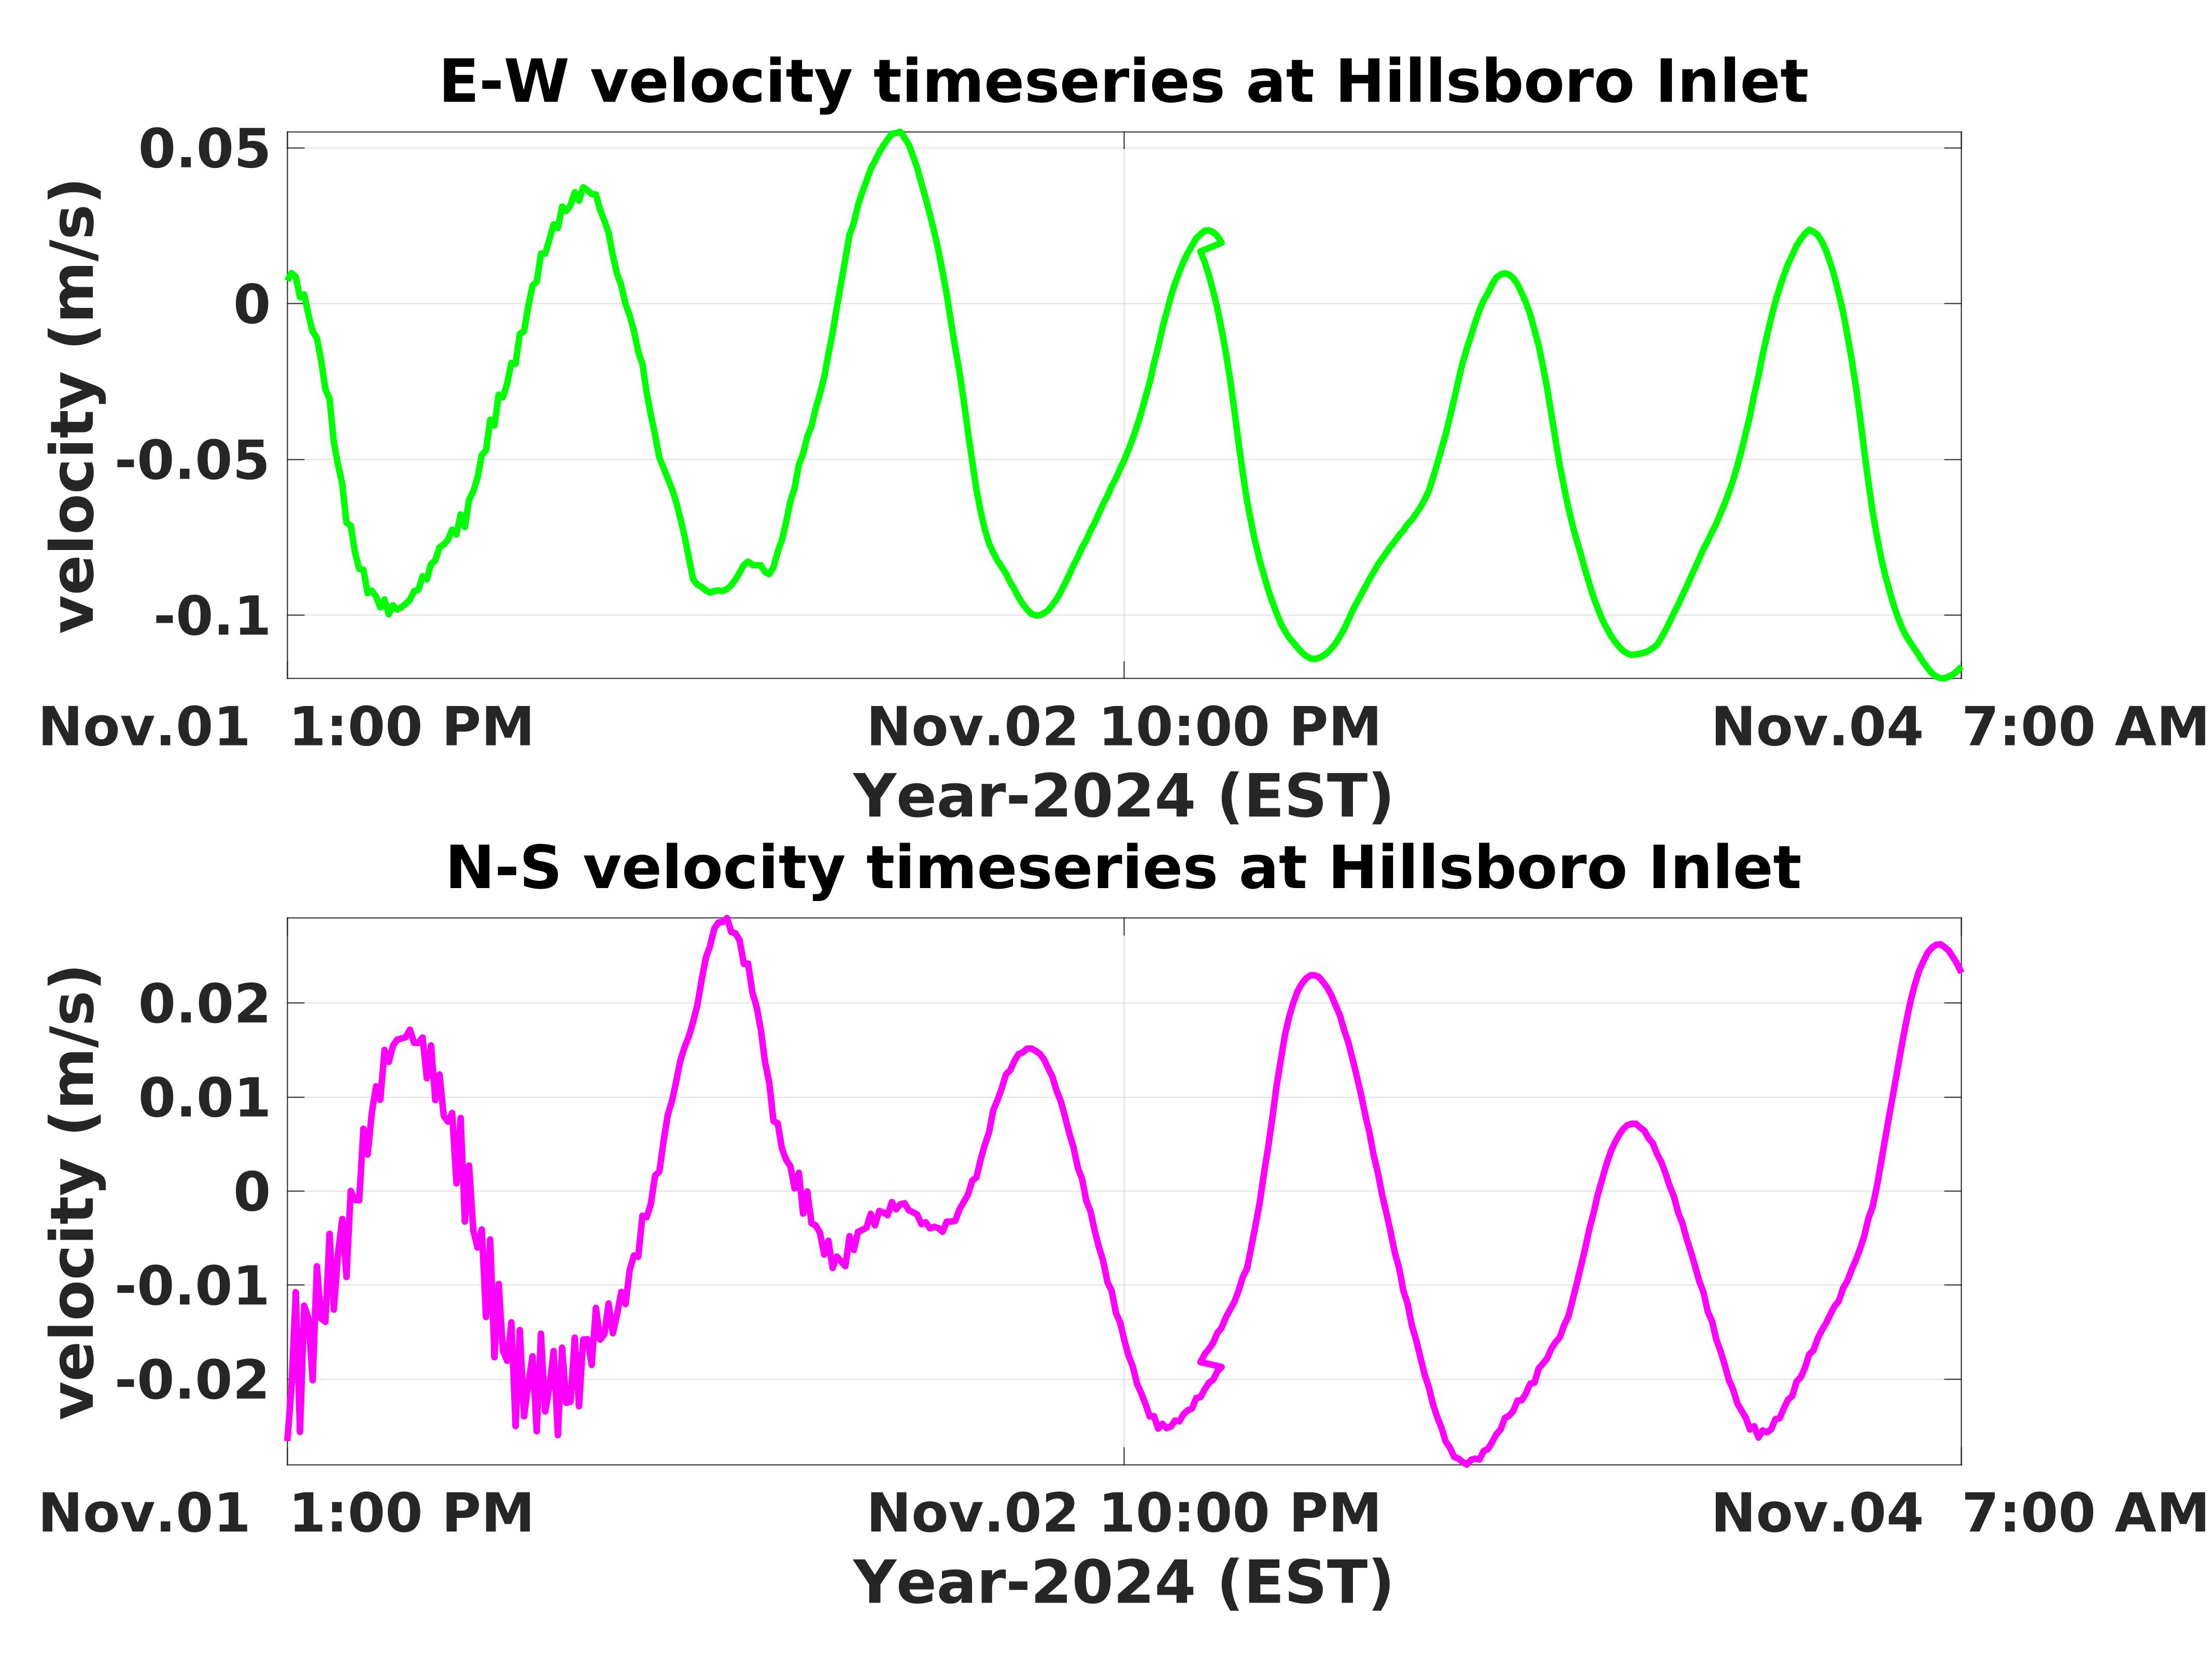 E-W velocity timeseries at Hillsboro Inlet
velocity (m/s)
0.05
0
-0.05
-0.1
Nov.01  1:00 PM
Nov.02 10:00 PM
Nov.04  7:00 AM
Year-2024 (EST)
N-S velocity timeseries at Hillsboro Inlet
velocity (m/s)
0.02
0.01
0
-0.01
-0.02
Nov.01  1:00 PM
Nov.02 10:00 PM
Nov.04  7:00 AM
Year-2024 (EST)